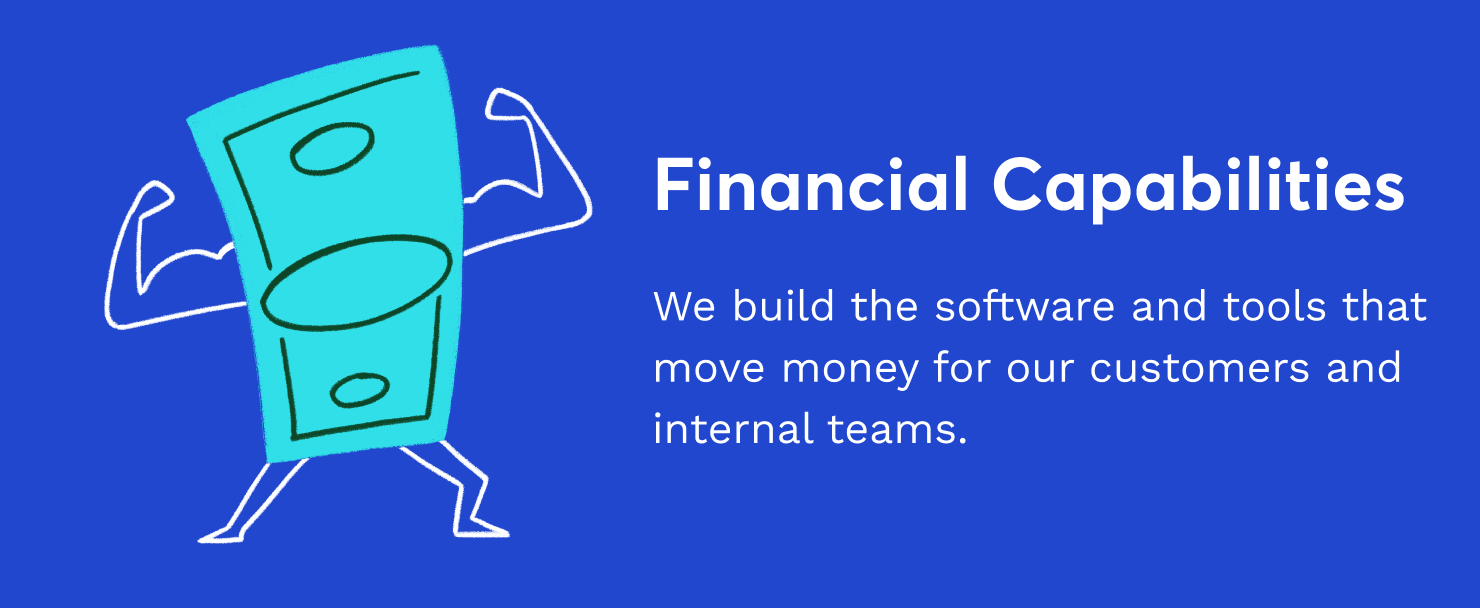 Financial Capabilities
We build the software and tools that
move money for our customers and
internal teams.